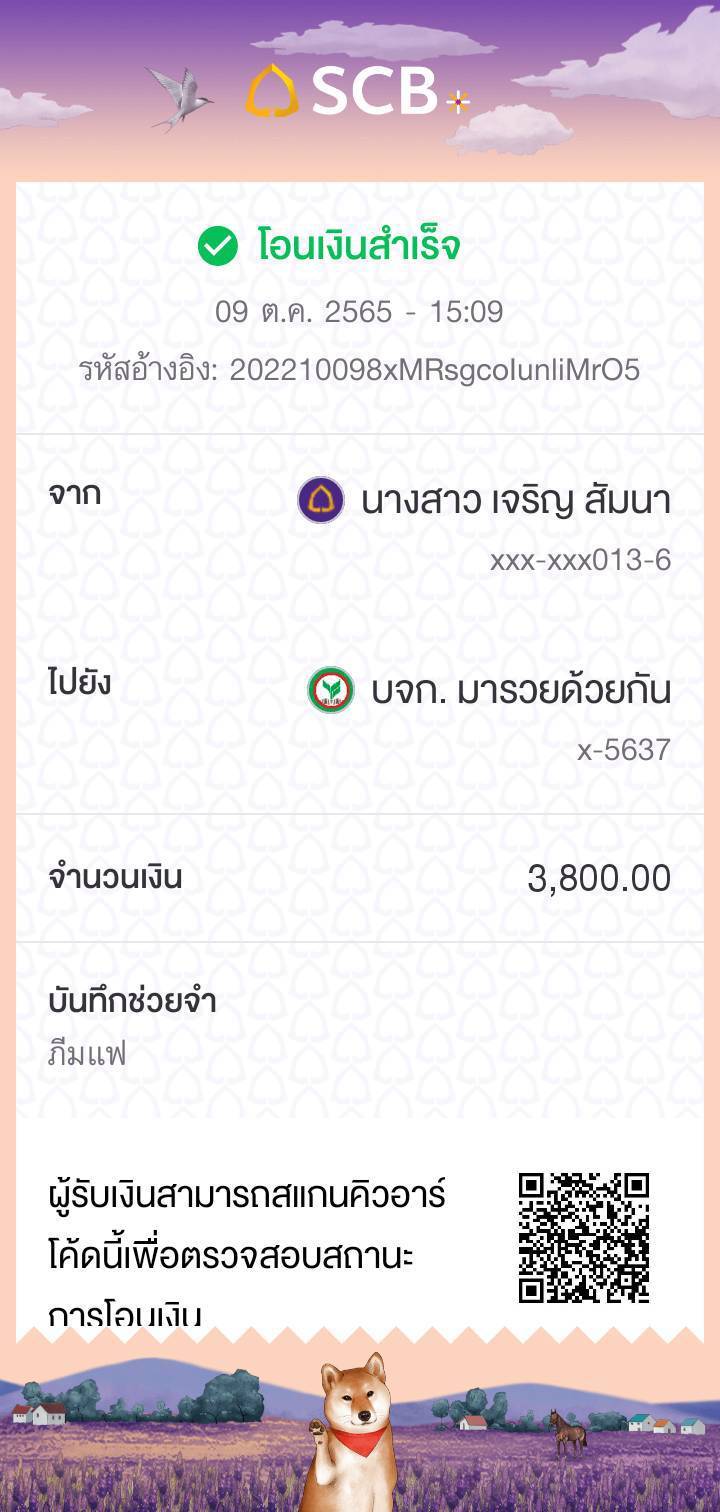 SCB
โอนเงินสำเร็จ
09 ต.ค. 2565 - 15:09
รหัสอ้างอิง: 202210098xMRsgcoIunliMrO5
จาก
นางสาว เจริญ สัมนา
xxx-xxx013-6
ไปยัง
บจก. มารวยด้วยกัน
x-5637
จำนวนเงิน
3,800.00
บันทึกช่วยจำ
ภีมแฟ
ผู้รับเงินสามารถสแกนคิวอาร์
โค้ดนี้เพื่อตรวจสอบสถานะ
การโอนเงิน